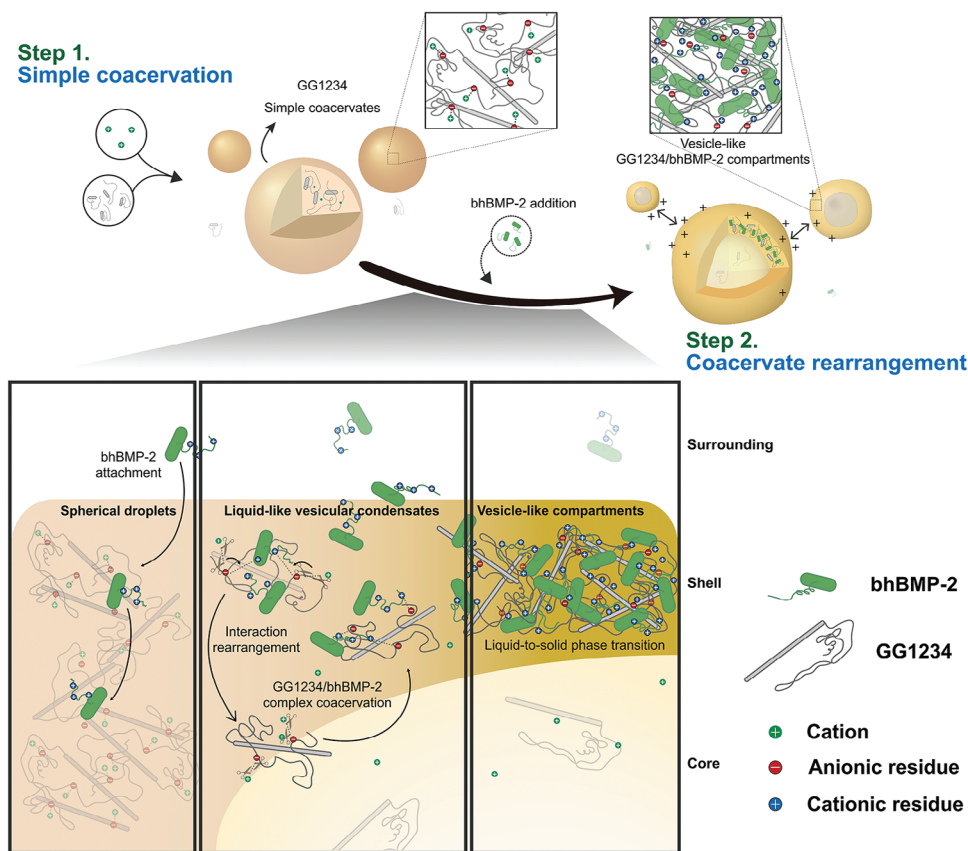 Step 1.
Simple coacervation
GG1234
Simple coacervates
Vesicle-like
GG1234/bhBMP-2 compartments
bhBMP-2 addition
Step 2.
Coacervate rearrangement
bhBMP-2
attachment
Surrounding
Spherical droplets
Liquid-like vesicular condensates
Vesicle-like compartments
Shell
bhBMP-2
Interaction
rearrangement
Liquid-to-solid phase transition
GG1234
GG1234/bhBMP-2
complex coacervation
Cation
Core
Anionic residue
Cationic residue